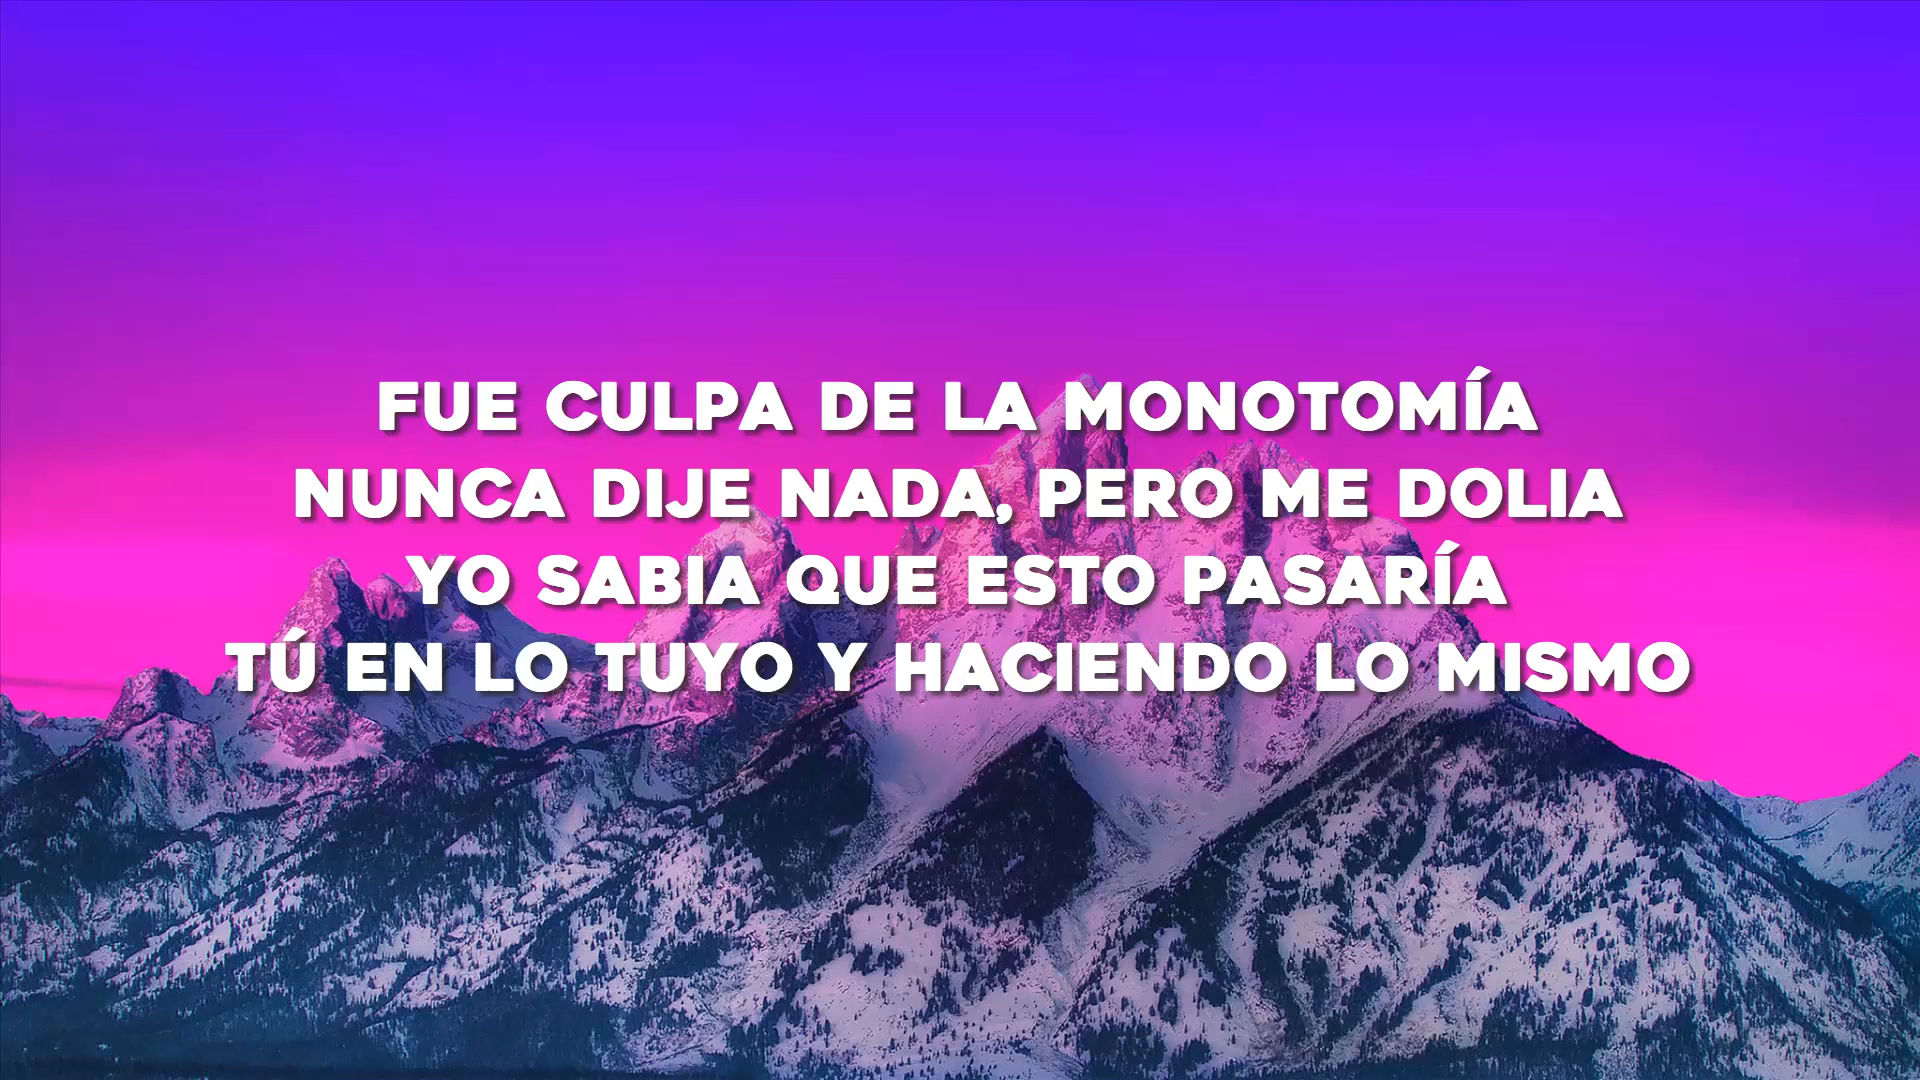 FUE CULPA DE LA MONOTOMÍA
NUNCA DIJE NADA, PERO ME DOLIA
YO SABIA QUE ESTO PASARÍA
TÚ EN LO TUYO Y HACIENDO LO MISMO